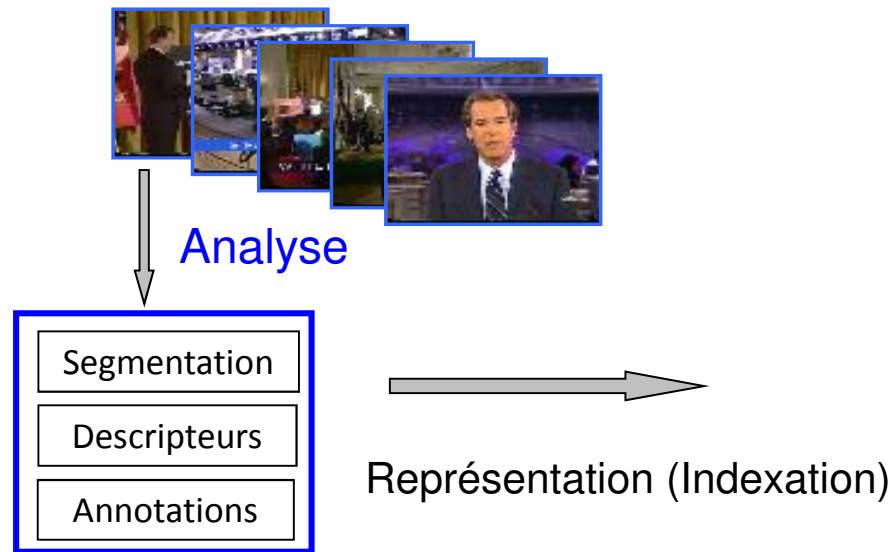 Analyse
Segmentation
Descripteurs
Annotations
Représentation (Indexation)